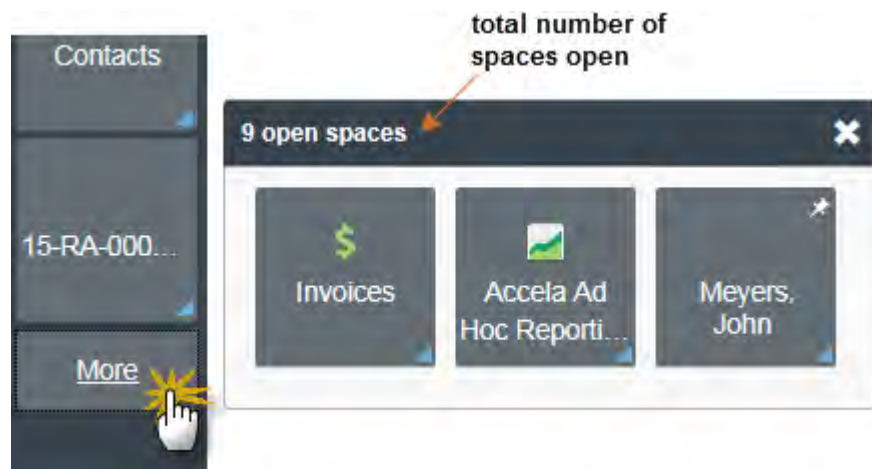 total number of
spaces open
Contacts
9 open spaces
15-RA-000...
$
Invoices
Accela Ad
Hoc Reporti...
Meyers,
John
More